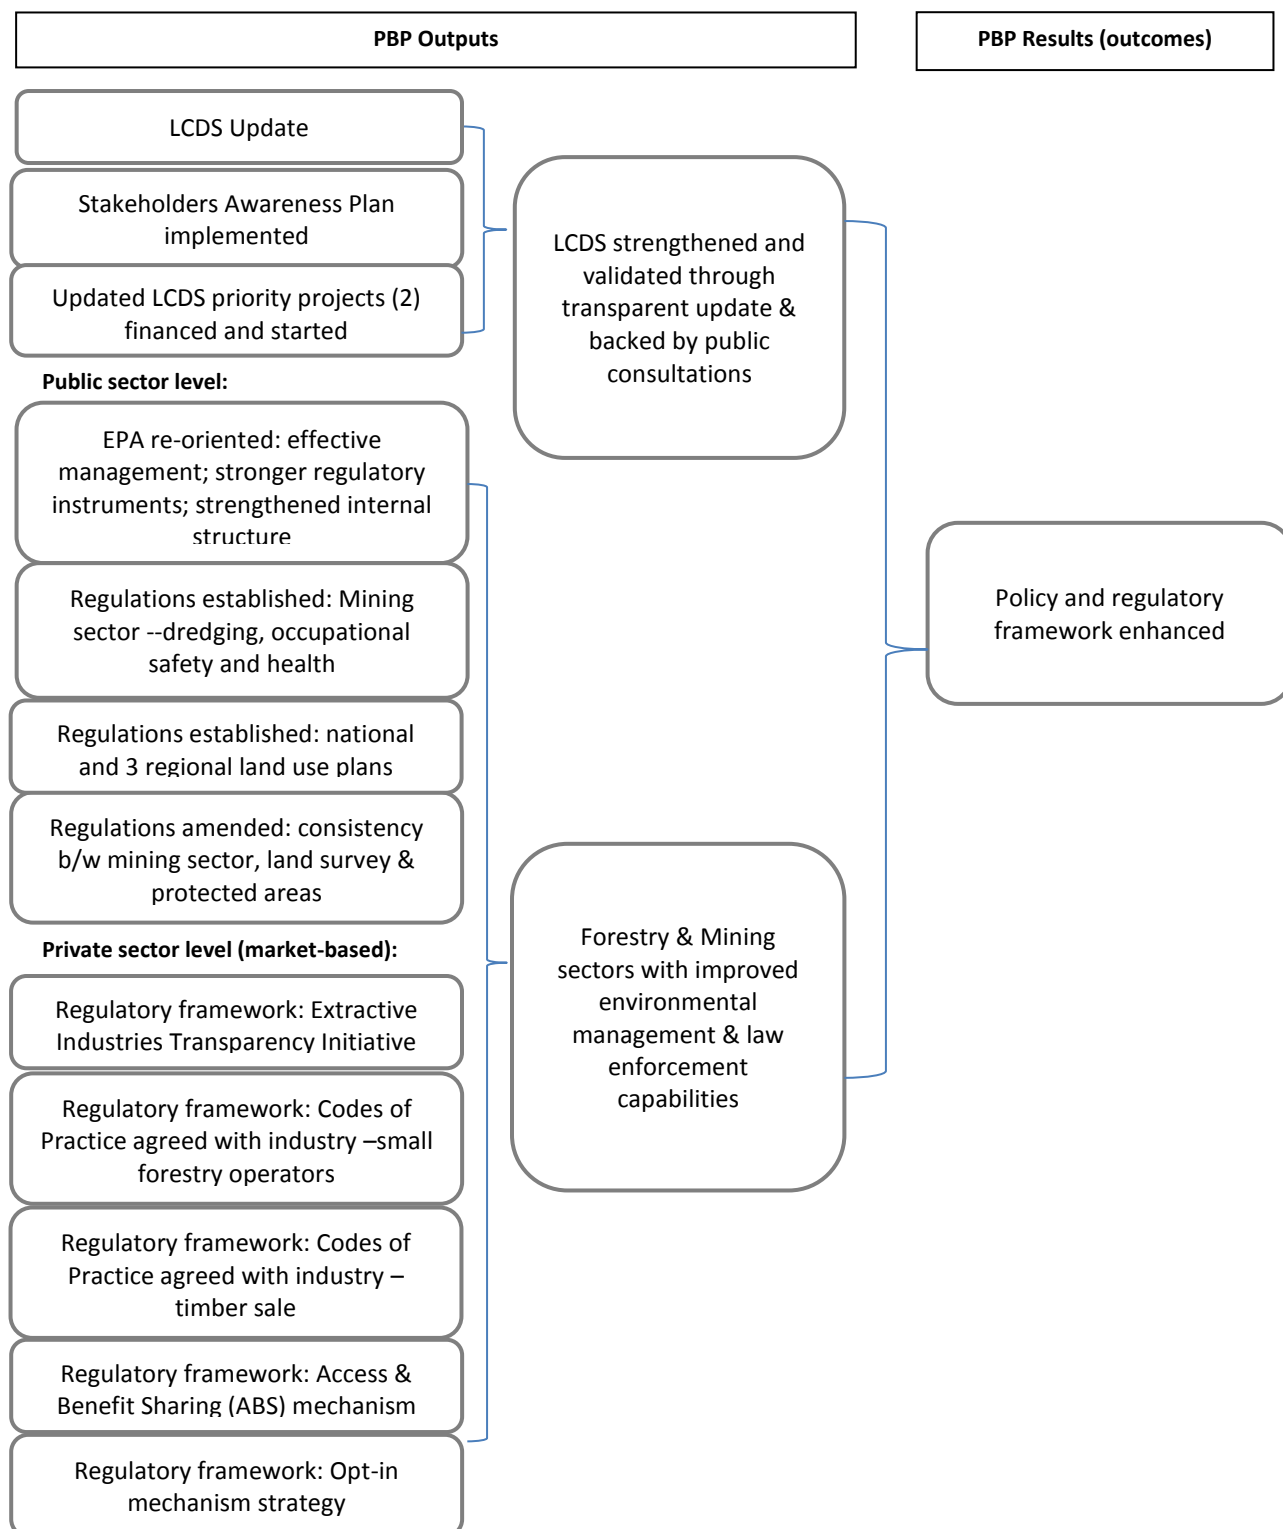 PBP Outputs
PBP Results (outcomes)
LCDS Update
Stakeholders Awareness Plan
implemented
Updated LCDS priority projects (2)
financed and started
LCDS strengthened and
validated through
transparent update &
backed by public
consultations
Public sector level:
EPA re-oriented: effective
management; stronger regulatory
instruments; strengthened internal
structure
Regulations established: Mining
sector --dredging, occupational
safety and health
Regulations established: national
and 3 regional land use plans
Regulations amended: consistency
b/w mining sector, land survey &
protected areas
Policy and regulatory
framework enhanced
Private sector level (market-based):
Regulatory framework: Extractive
Industries Transparency Initiative
Regulatory framework: Codes of
Practice agreed with industry –small
forestry operators
Regulatory framework: Codes of
Practice agreed with industry –
timber sale
Regulatory framework: Access &
Benefit Sharing (ABS) mechanism
Regulatory framework: Opt-in
mechanism strategy
Forestry & Mining
sectors with improved
environmental
management & law
enforcement
capabilities